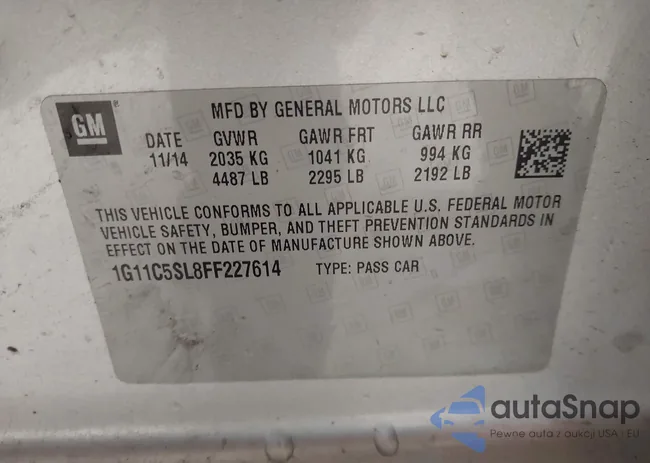 GM
MFD BY GENERAL MOTORS LLC
DATE GVWR GAWR FRT GAWR RR
11/14 2035 KG 1041 KG 994 KG
4487 LB 2295 LB 2192 LB
THIS VEHICLE CONFORMS TO ALL APPLICABLE U.S. FEDERAL MOTOR
VEHICLE SAFETY, BUMPER, AND THEFT PREVENTION STANDARDS IN
EFFECT ON THE DATE OF MANUFACTURE SHOWN ABOVE.
1G11C5SL8FF227614 TYPE: PASS CAR
autaSnap
Pewne auta z aukcji USA i EU